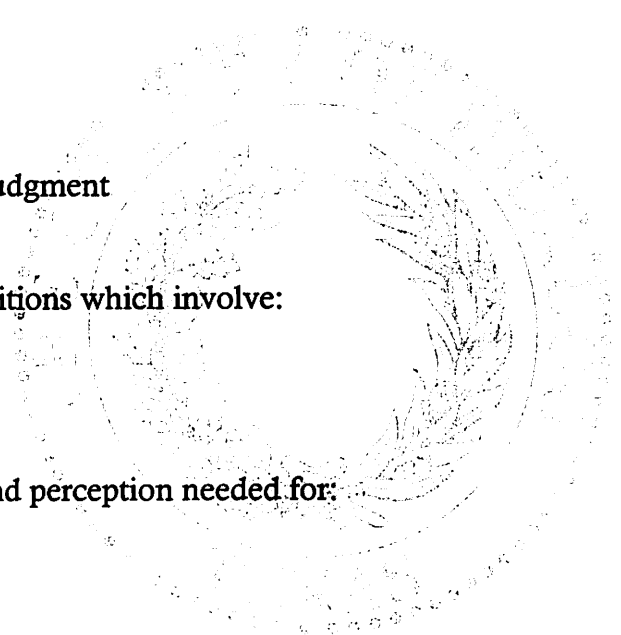 udgment
itions which involve:
nd perception needed for: